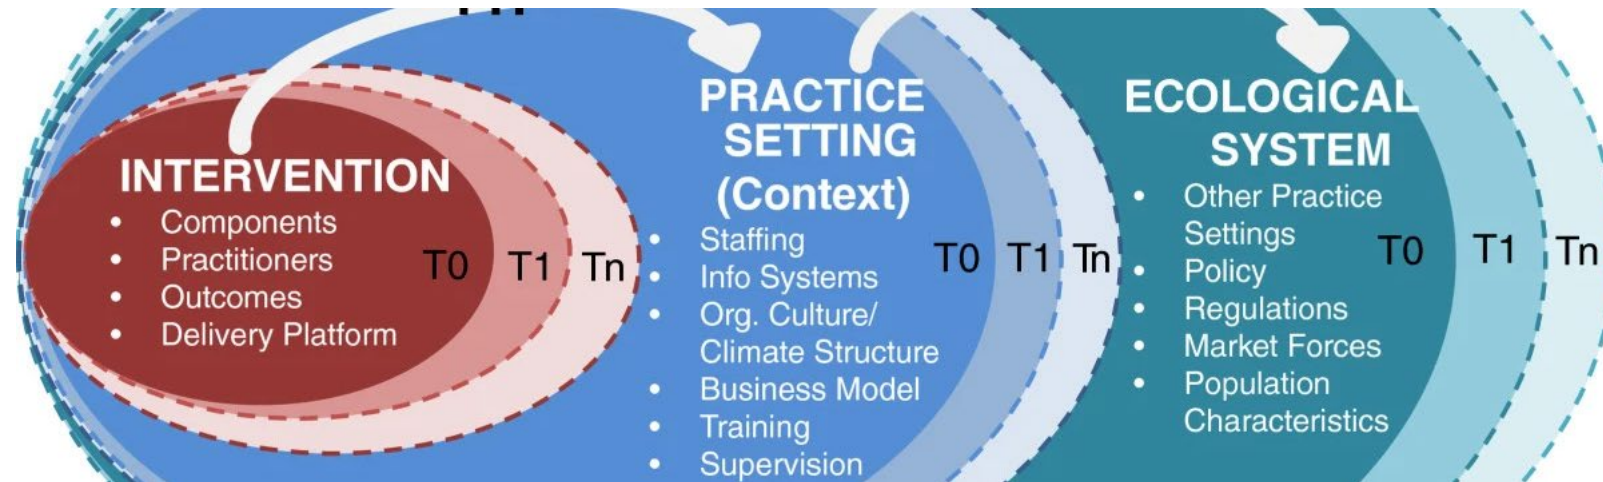 INTERVENTION
• Components
• Practitioners
• Outcomes
• Delivery Platform
T0
T1
Tn
PRACTICE
SETTING
(Context)
• Staffing
• Info Systems
• Org. Culture/
Climate Structure
• Business Model
• Training
• Supervision
T0
T1
Tn
ECOLOGICAL
SYSTEM
• Other Practice
Settings
• Policy
• Regulations
• Market Forces
• Population
Characteristics
T0
T1
Tn